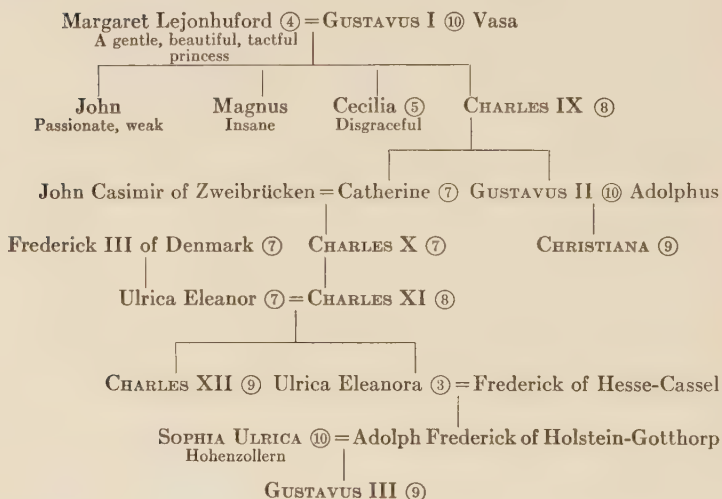 Margaret Lejonhuford ④ = GUSTAVUS I ⑩ Vasa
A gentle, beautiful, tactful
princess
John Magnus Cecilia ⑤ CHARLES IX ⑧
Passionate, weak Insane Disgraceful
John Casimir of Zweibrücken = Catherine ⑦ GUSTAVUS II ⑩ Adolphus
Frederick III of Denmark ⑦ CHARLES X ⑦ CHRISTIANA ⑨
Ulrica Eleanor ⑦ = CHARLES XI ⑧
CHARLES XII ⑨ Ulrica Eleanora ③ = Frederick of Hesse-Cassel
SOPHIA ULRICA ⑩ = Adolph Frederick of Holstein-Gotthorp
Hohenzollern
GUSTAVUS III ⑨